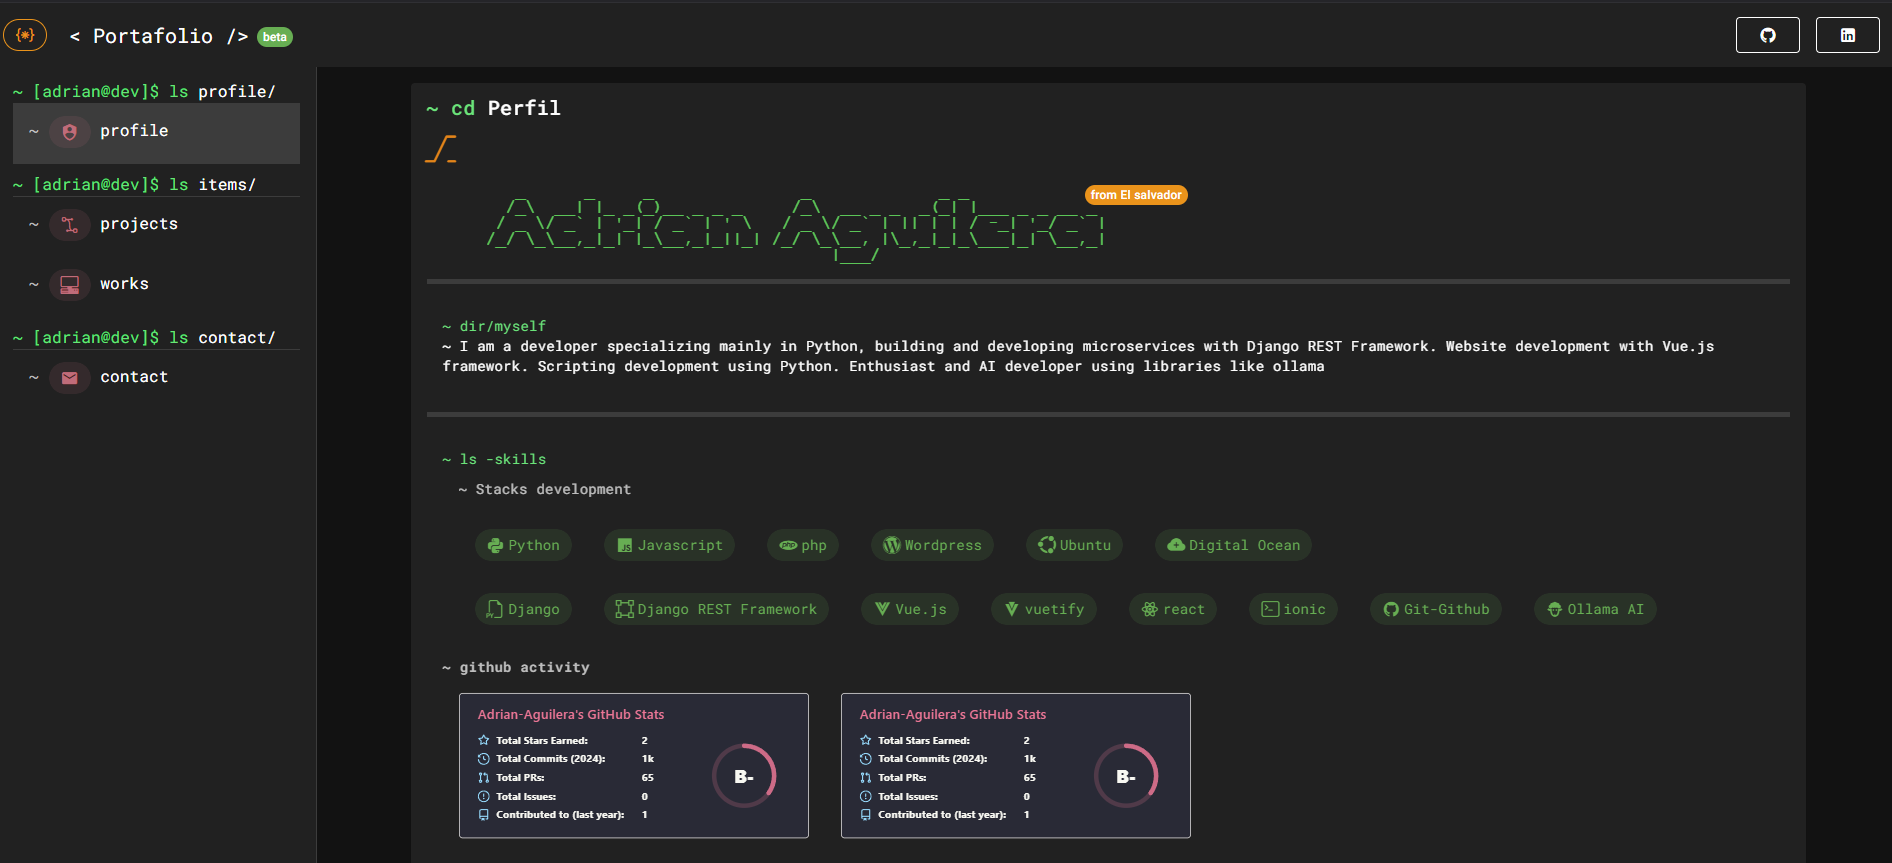 {*} < Portafolio /> beta
~ [adrian@dev]$ ls profile/
~ profile
~ [adrian@dev]$ ls items/
~ projects
~ works
~ [adrian@dev]$ ls contact/
~ contact
~ cd Perfil
from El salvador
Adrian Aguilera
~ dir/myself
~ I am a developer specializing mainly in Python, building and developing microservices with Django REST Framework. Website development with Vue.js
framework. Scripting development using Python. Enthusiast and AI developer using libraries like ollama
~ ls -skills
~ Stacks development
Python Javascript php Wordpress Ubuntu Digital Ocean
Django Django REST Framework Vue.js vuetify react ionic Git-Github Ollama AI
~ github activity
Adrian-Aguilera's GitHub Stats
Total Stars Earned: 2
Total Commits (2024): 1k
Total PRs: 65
Total Issues: 0
Contributed to (last year): 1
B-
Adrian-Aguilera's GitHub Stats
Total Stars Earned: 2
Total Commits (2024): 1k
Total PRs: 65
Total Issues: 0
Contributed to (last year): 1
B-